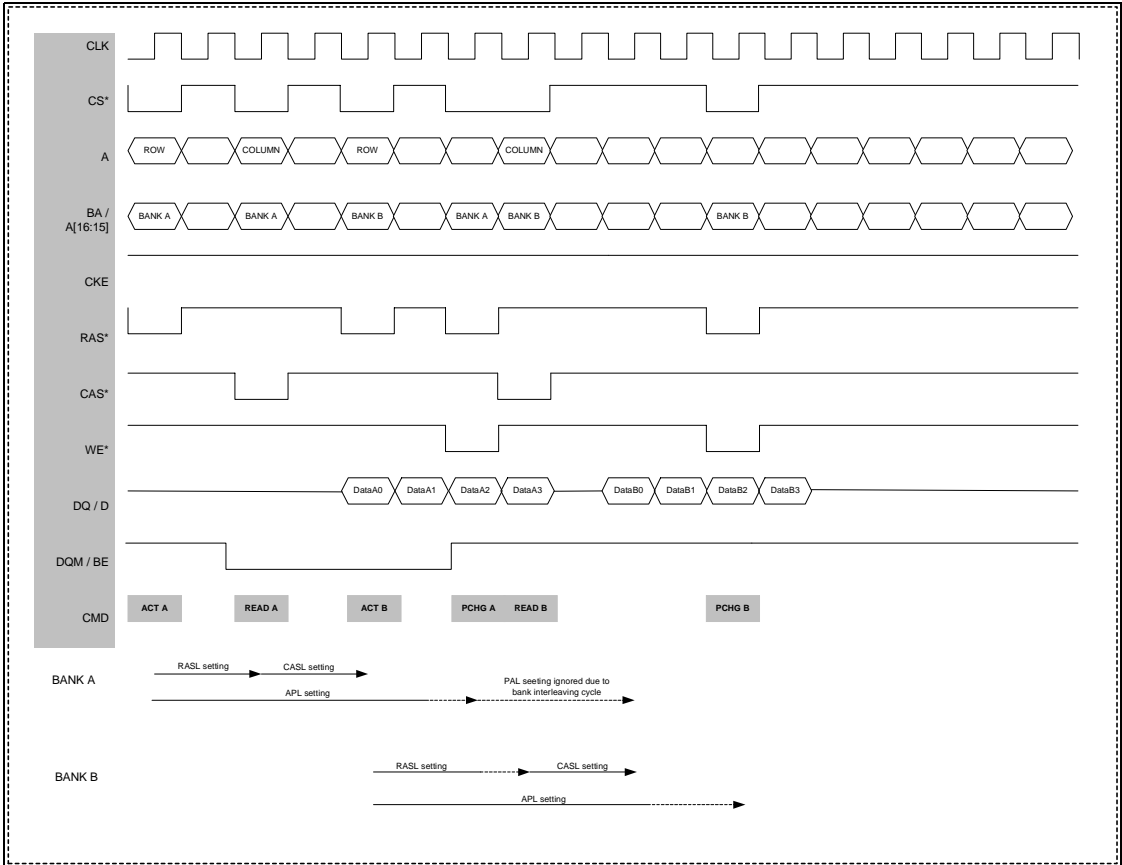 CLK
CS*
A
ROW COLUMN ROW COLUMN
BA /
A[16:15]
BANK A BANK A BANK B BANK A BANK B BANK B
CKE
RAS*
CAS*
WE*
DQ / D
DataA0 DataA1 DataA2 DataA3 DataB0 DataB1 DataB2 DataB3
DQM / BE
CMD
ACT A READ A ACT B PCHG A READ B PCHG B
BANK A
RASL setting CASL setting
APL setting
PAL seeting ignored due to
bank interleaving cycle
BANK B
RASL setting CASL setting
APL setting